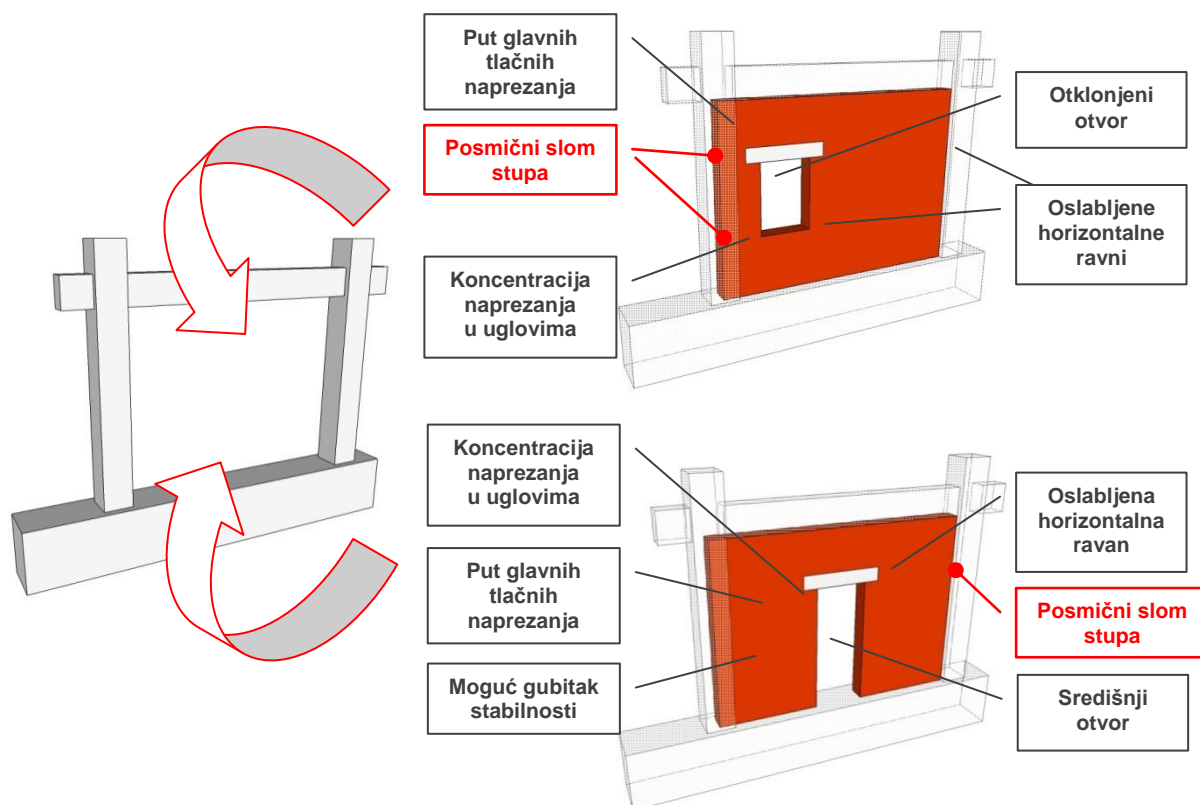 Put glavnih
tlačnih
naprezanja
Posmični slom
stupa
Koncentracija
naprezanja
u uglovima
Otklonjeni
otvor
Oslabljene
horizontalne
ravni
Koncentracija
naprezanja
u uglovima
Put glavnih
tlačnih
naprezanja
Moguć gubitak
stabilnosti
Oslabljena
horizontalna
ravan
Posmični slom
stupa
Središnji
otvor